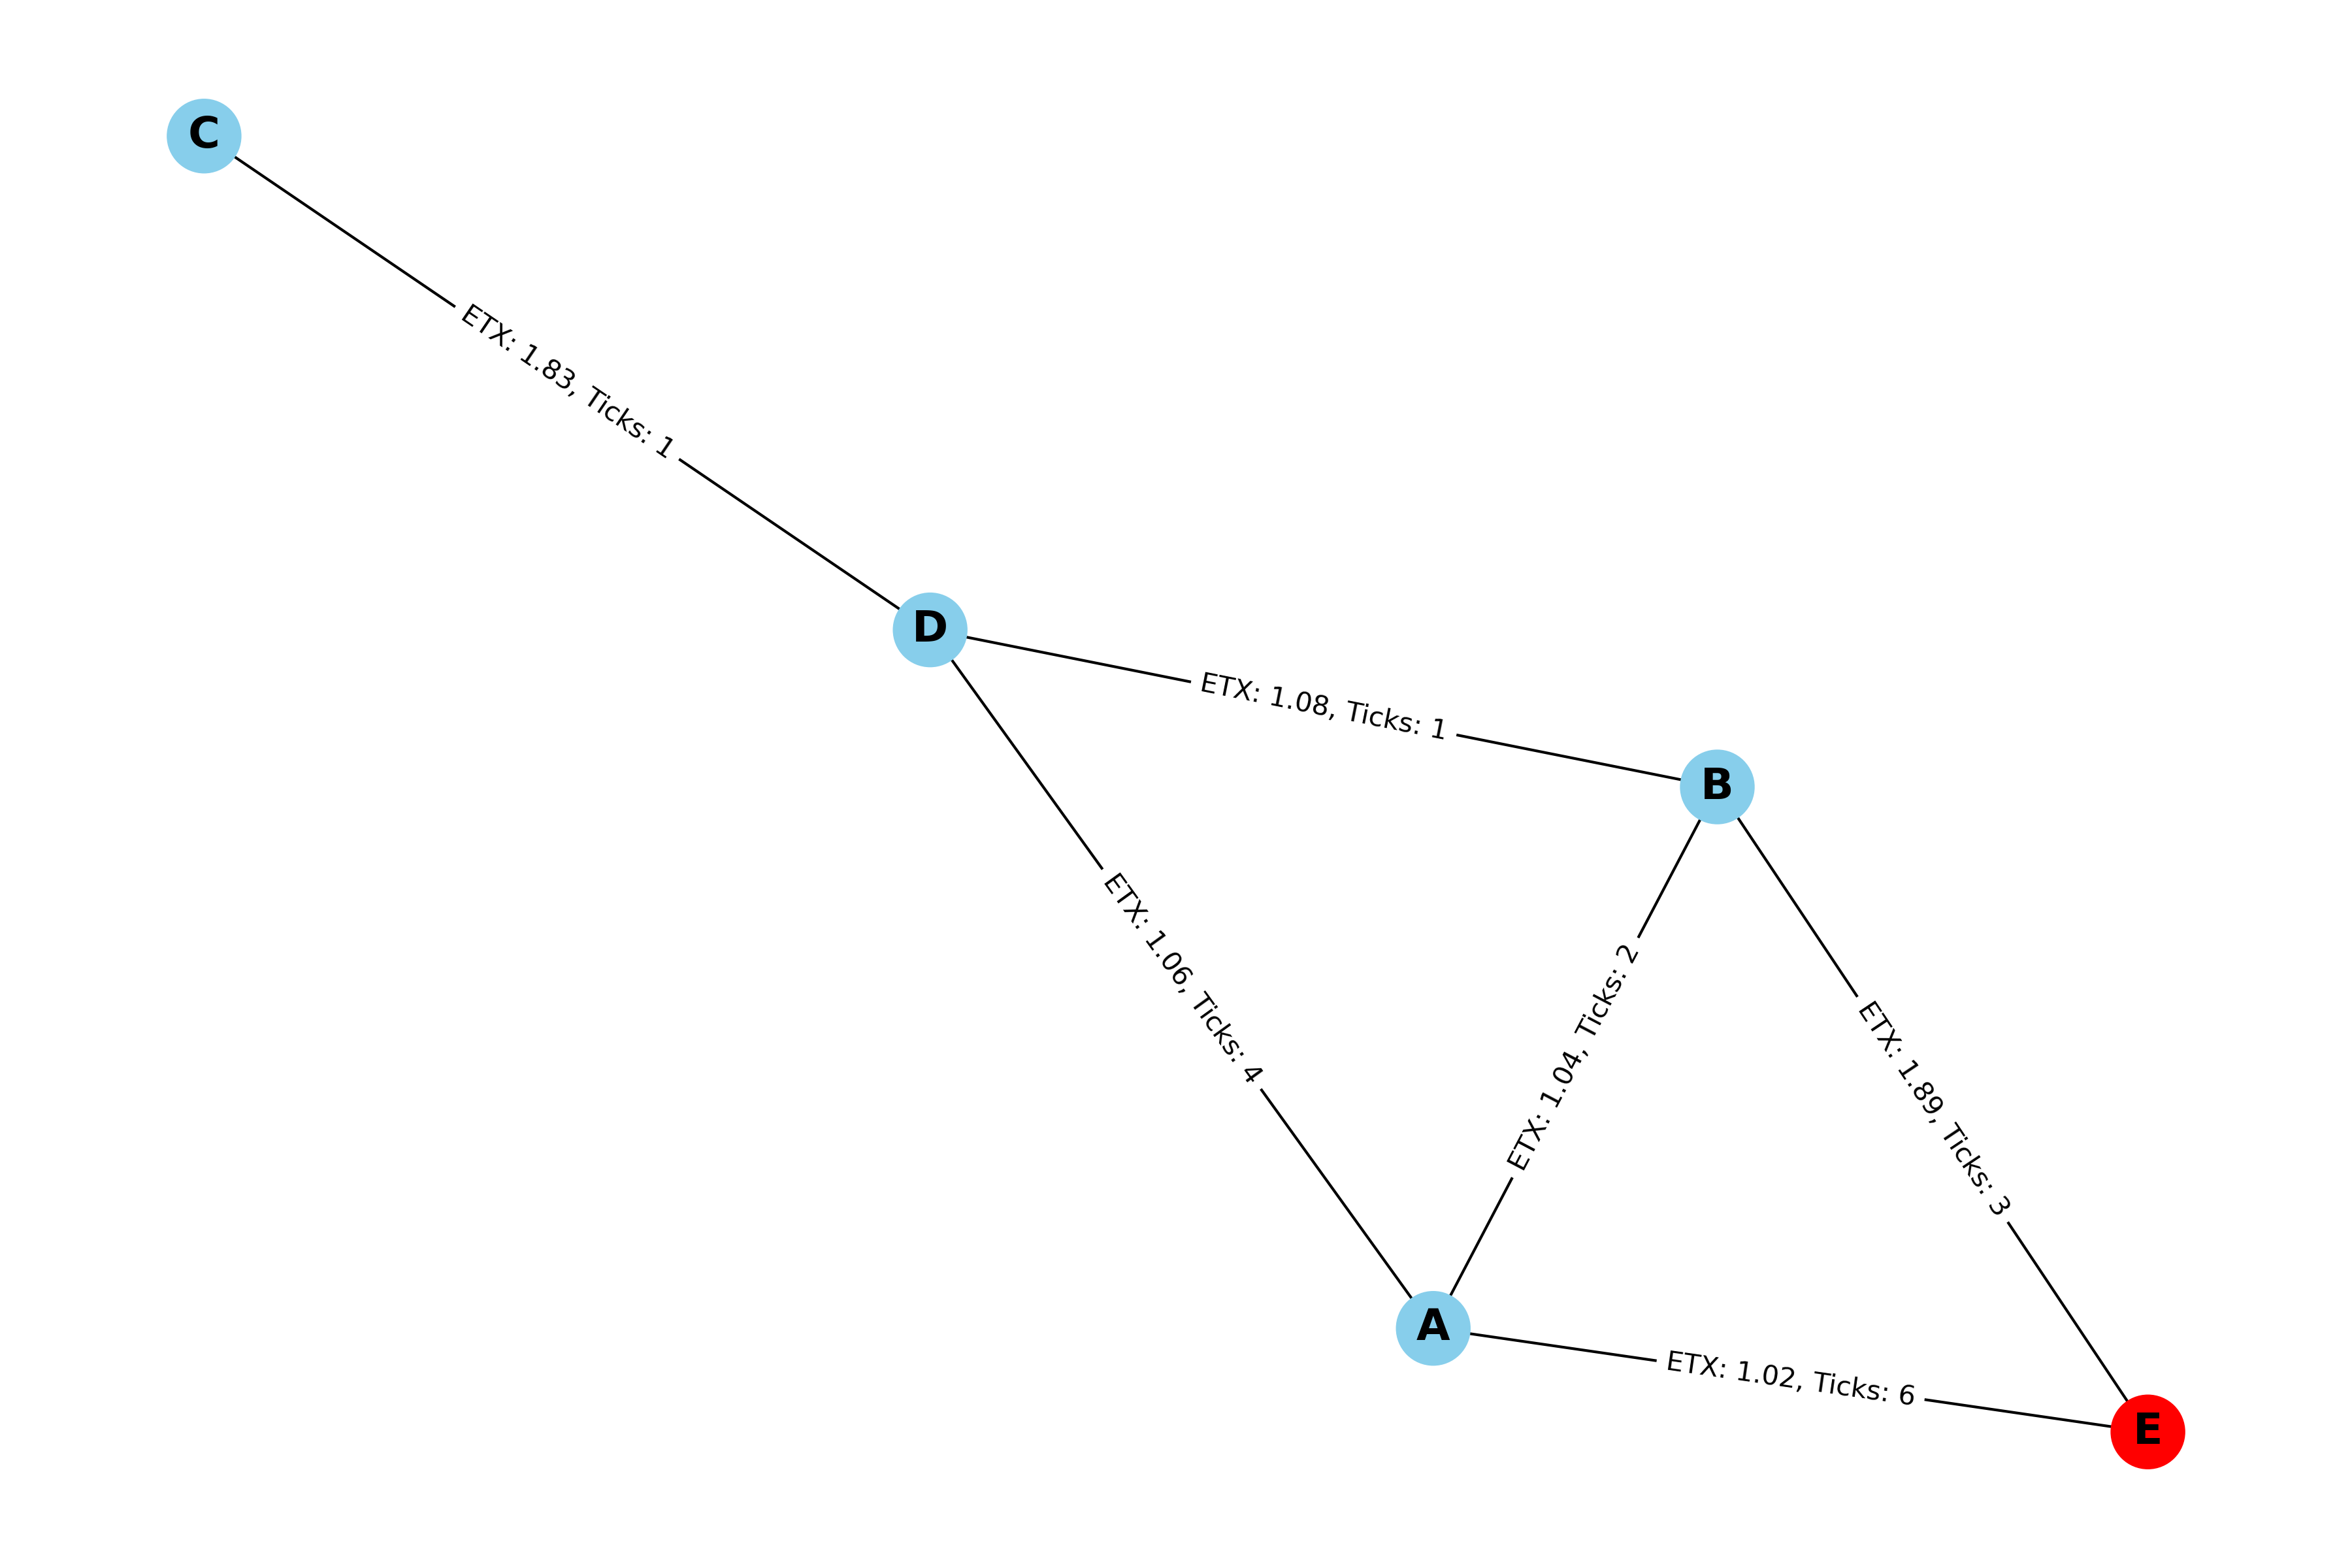 C
ETX: 1.83, Ticks: 1
D
ETX: 1.08, Ticks: 1
B
ETX: 1.06, Ticks: 4
ETX: 1.04, Ticks: 2
ETX: 1.89, Ticks: 3
A
ETX: 1.02, Ticks: 6
E